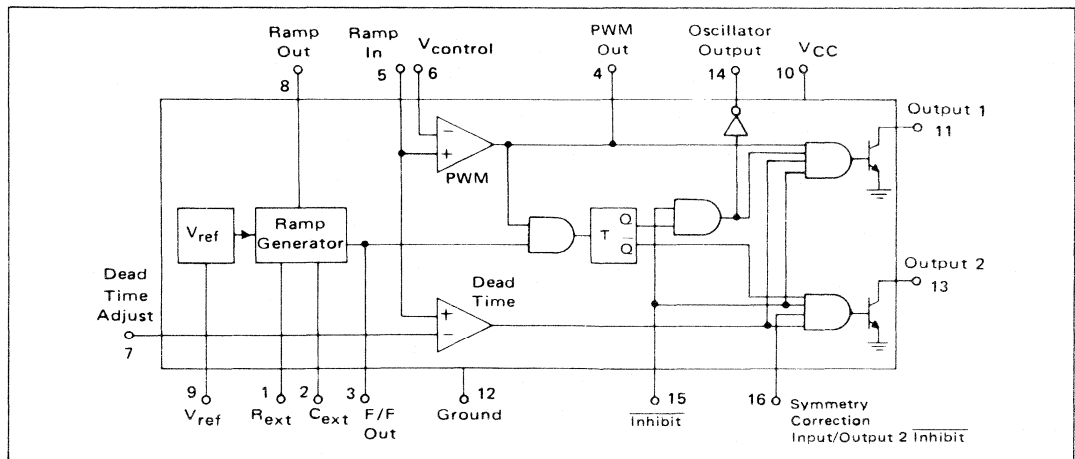 Ramp
Out
8
Ramp
In
5
Vcontrol
6
PWM
Out
4
Oscillator
Output
14
VCC
10
Output 1
11
−
+
PWM
Vref
Ramp
Generator
T
Q
Q̅
Dead
Time
+
−
Output 2
13
Dead
Time
Adjust
7
9
Vref
1
Rext
2
Cext
3
F/F
Out
12
Ground
15
I̅n̅h̅i̅b̅i̅t̅
16
Symmetry
Correction
Input/Output 2 I̅n̅h̅i̅b̅i̅t̅